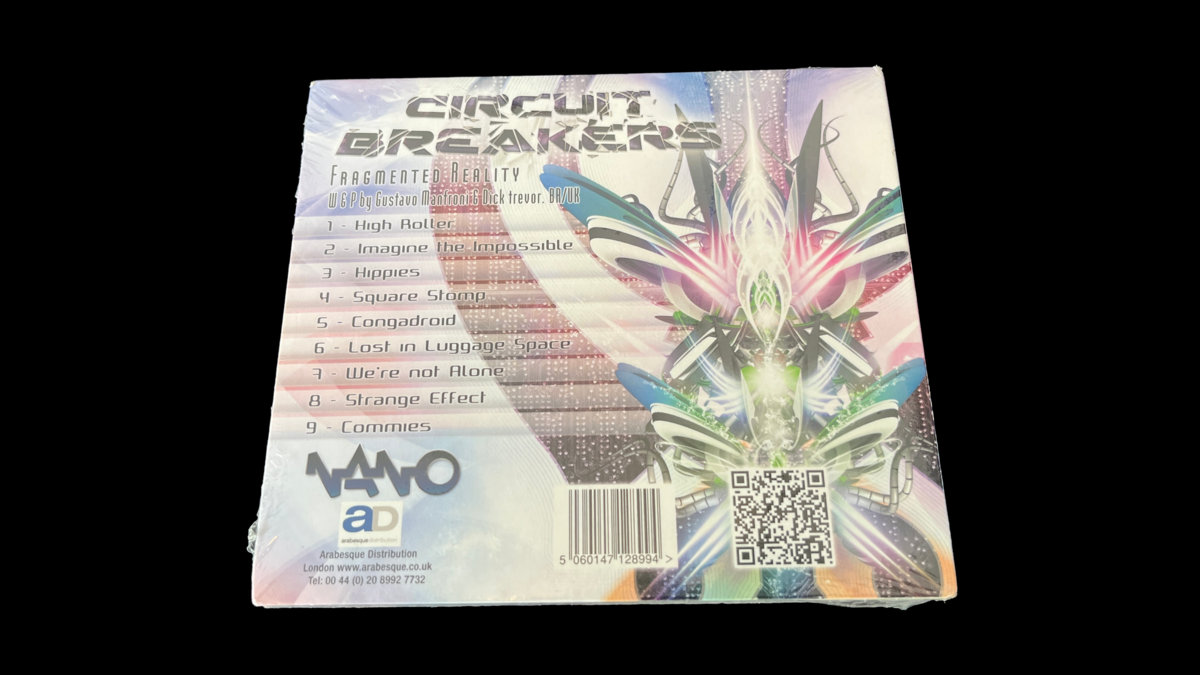 CIRCUIT
BREAKERS
FRAGMENTED REALITY
W & P by Gustavo Manfroni & Dick trevor. BR/UK
1 - High Roller
2 - Imagine the Impossible
3 - Hippies
4 - Square Stomp
5 - Congadroid
6 - Lost in Luggage Space
7 - We're not Alone
8 - Strange Effect
9 - Commies
NANO
aD
arabesque distribution
Arabesque Distribution
London www.arabesque.co.uk
Tel: 00 44 (0) 20 8992 7732
5 060147 128994 >